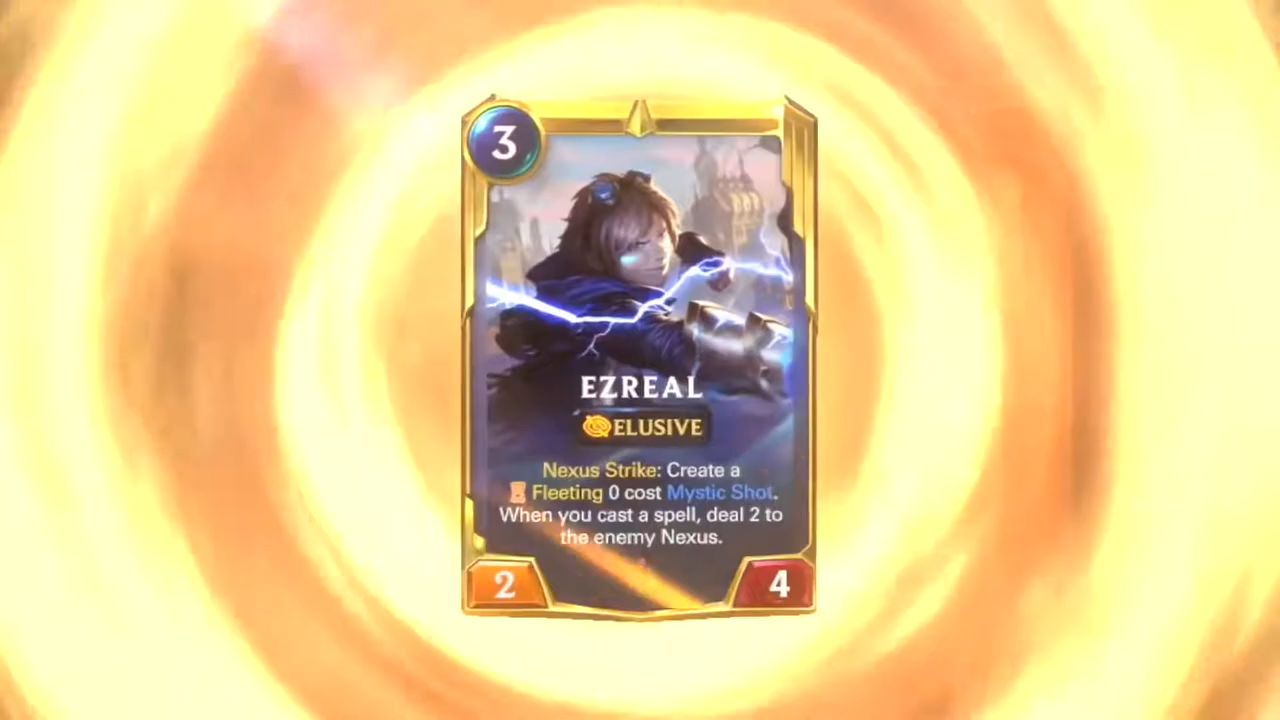 3
EZREAL
ELUSIVE
Nexus Strike: Create a
Fleeting 0 cost Mystic Shot.
When you cast a spell, deal 2 to
the enemy Nexus.
2
4